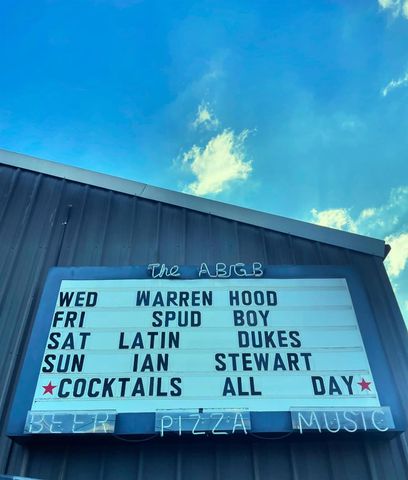 The ABGB
WED WARREN HOOD
FRI SPUD BOY
SAT LATIN DUKES
SUN IAN STEWART
★COCKTAILS ALL DAY★
BEER PIZZA MUSIC